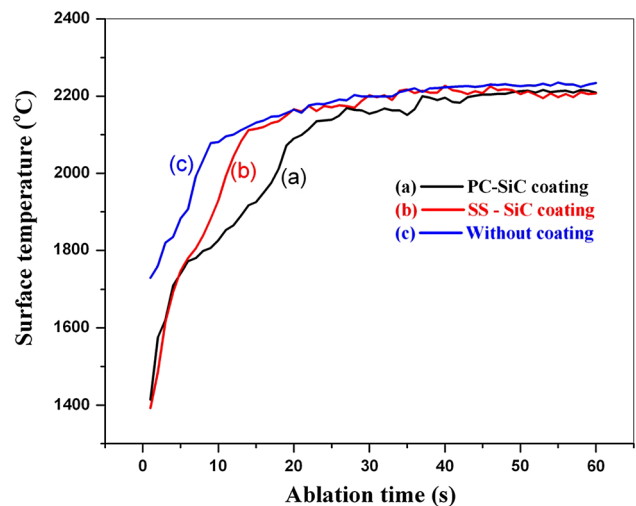 2400
2200
2000
1800
1600
1400
Surface temperature (°C)
(c)
(b)
(a)
(a) PC-SiC coating
(b) SS - SiC coating
(c) Without coating
0 10 20 30 40 50 60
Ablation time (s)